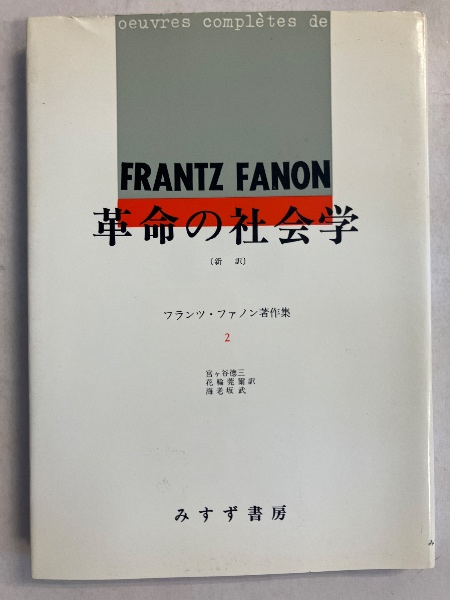 oeuvres complètes de
FRANTZ FANON
革命の社会学
〔新訳〕
フランツ・ファノン著作集
2
宮ヶ谷徳三
花輪莞爾訳
海老坂武
みすず書房
み